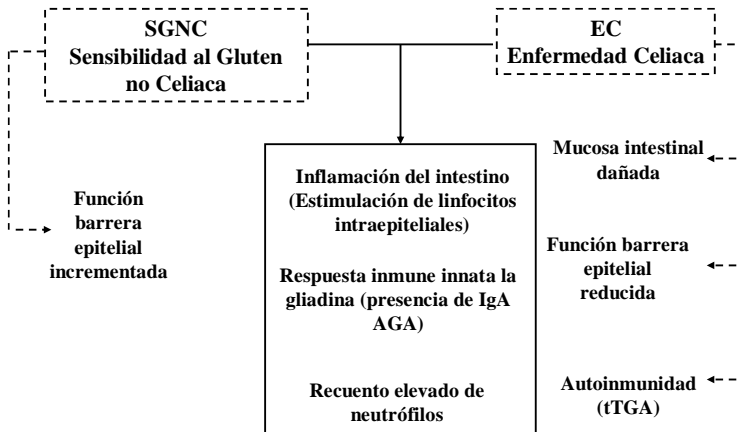 SGNC
Sensibilidad al Gluten
no Celiaca
EC
Enfermedad Celiaca
Función
barrera
epitelial
incrementada
Inflamación del intestino
(Estimulación de linfocitos
intraepiteliales)
Respuesta inmune innata la
gliadina (presencia de IgA
AGA)
Recuento elevado de
neutrófilos
Mucosa intestinal
dañada
Función barrera
epitelial
reducida
Autoinmunidad
(tTGA)